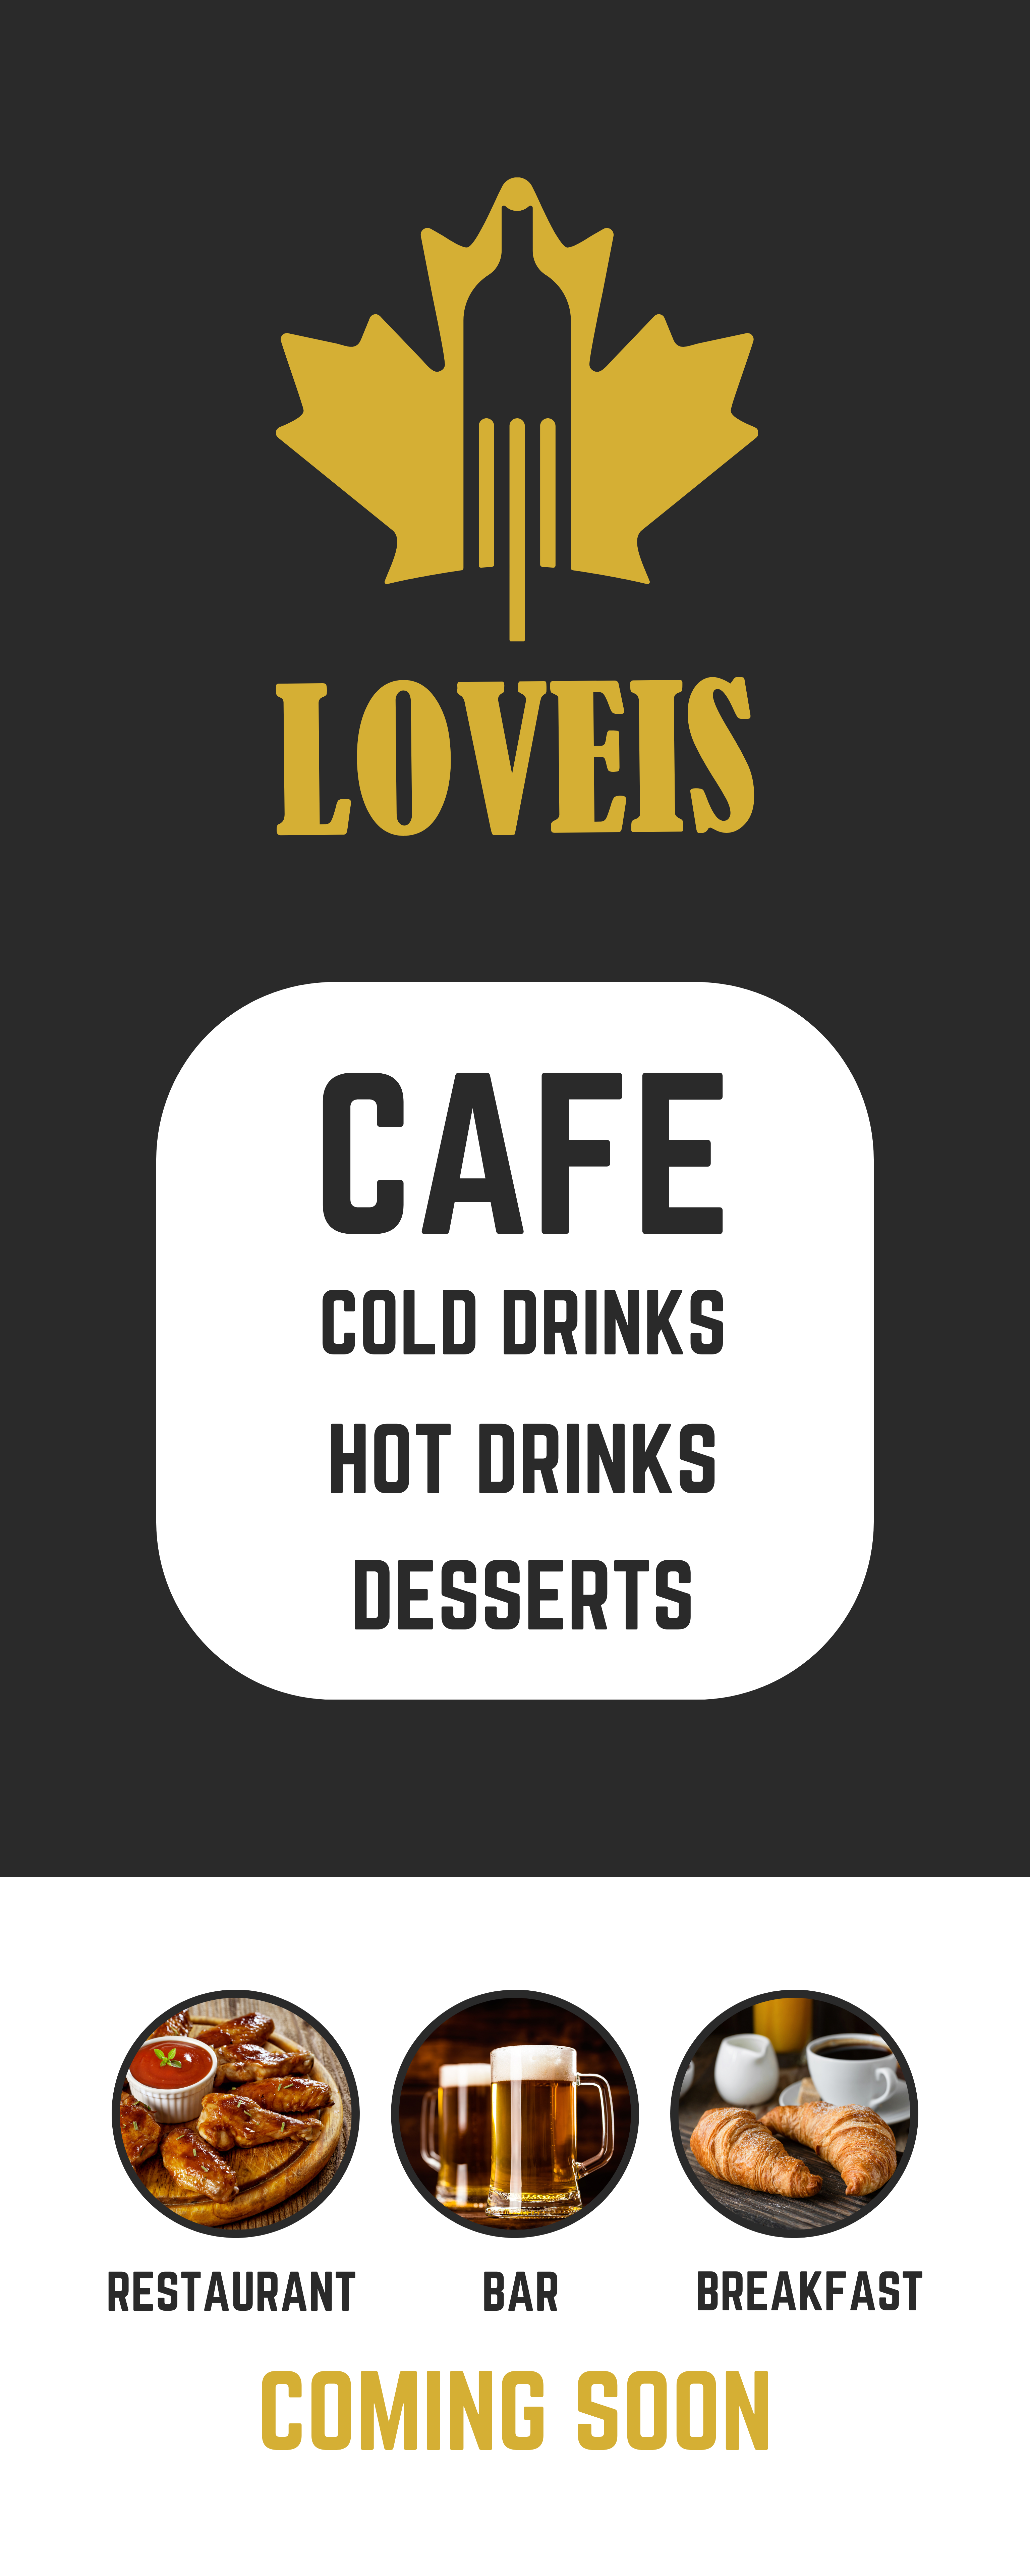 LOVEIS
CAFE
COLD DRINKS
HOT DRINKS
DESSERTS
RESTAURANT BAR BREAKFAST
COMING SOON